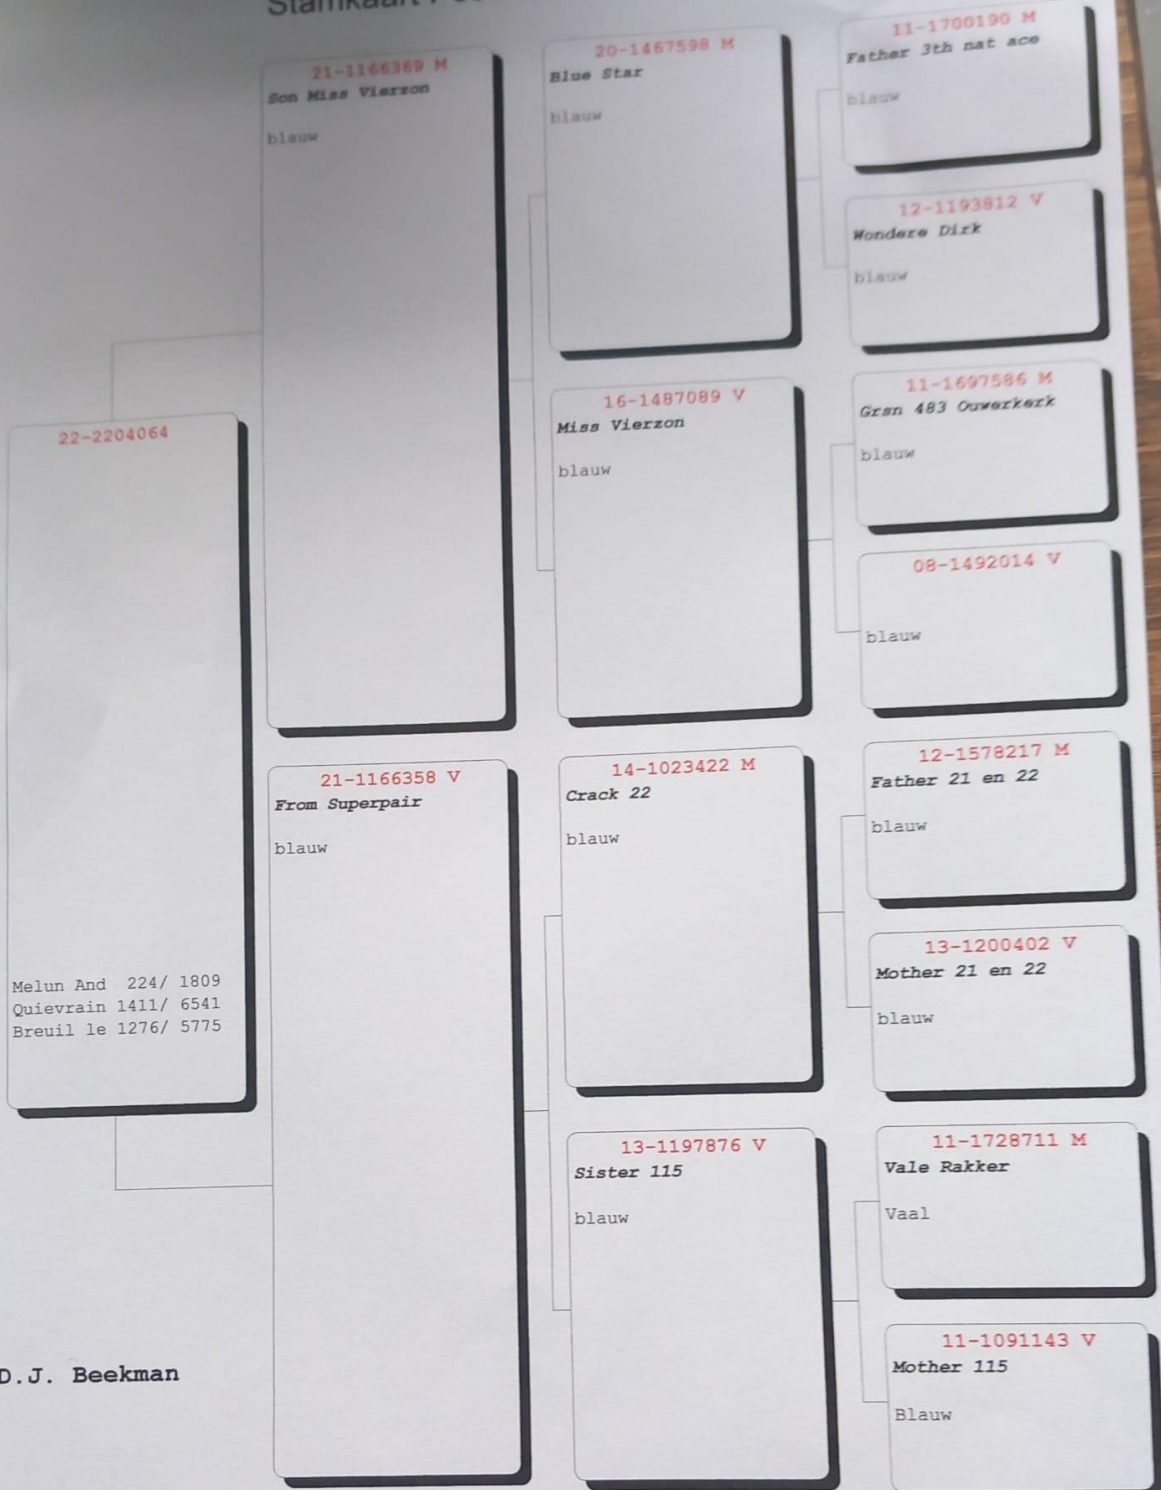 Stamkaart
22-2204064
Melun And 224/ 1809
Quievrain 1411/ 6541
Breuil le 1276/ 5775
D.J. Beekman
21-1166369 M
Son Miss Vierzon
blauw
21-1166358 V
From Superpair
blauw
20-1467598 M
Blue Star
blauw
16-1487089 V
Miss Vierzon
blauw
14-1023422 M
Crack 22
blauw
13-1197876 V
Sister 115
blauw
11-1700190 M
Father 3th nat ace
blauw
12-1193812 V
Wondere Dirk
blauw
11-1697586 M
Grsn 483 Ouwerkerk
blauw
08-1492014 V
blauw
12-1578217 M
Father 21 en 22
blauw
13-1200402 V
Mother 21 en 22
blauw
11-1728711 M
Vale Rakker
Vaal
11-1091143 V
Mother 115
Blauw